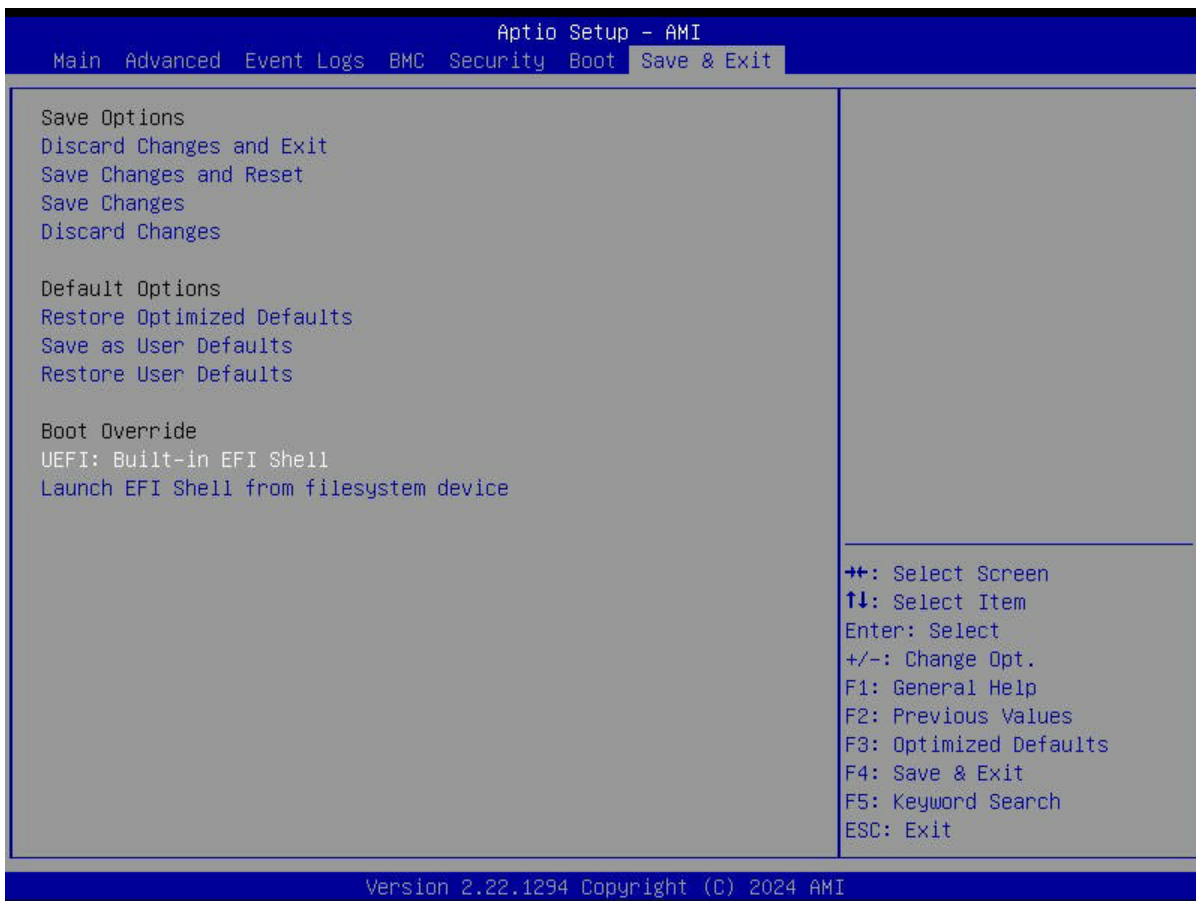 Aptio Setup - AMI
Main Advanced Event Logs BMC Security Boot Save & Exit
Save Options
Discard Changes and Exit
Save Changes and Reset
Save Changes
Discard Changes
Default Options
Restore Optimized Defaults
Save as User Defaults
Restore User Defaults
Boot Override
UEFI: Built-in EFI Shell
Launch EFI Shell from filesystem device
→←: Select Screen
↑↓: Select Item
Enter: Select
+/-: Change Opt.
F1: General Help
F2: Previous Values
F3: Optimized Defaults
F4: Save & Exit
F5: Keyword Search
ESC: Exit
Version 2.22.1294 Copyright (C) 2024 AMI